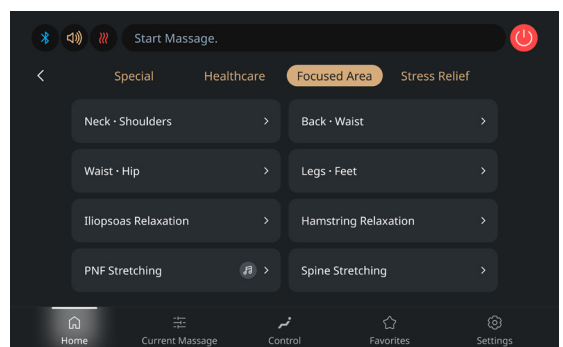 Start Massage.
Special Healthcare Focused Area Stress Relief
Neck · Shoulders Back · Waist
Waist · Hip Legs · Feet
Iliopsoas Relaxation Hamstring Relaxation
PNF Stretching Spine Stretching
Home Current Massage Control Favorites Settings